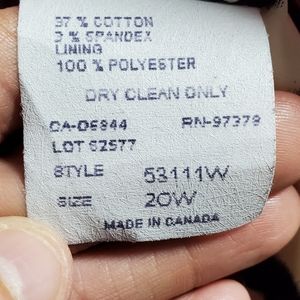 97 % COTTON
3 % SPANDEX
LINING
100 % POLYESTER
DRY CLEAN ONLY
CA-06844 RN-97379
LOT 62577
STYLE 53111W
SIZE 20W
MADE IN CANADA